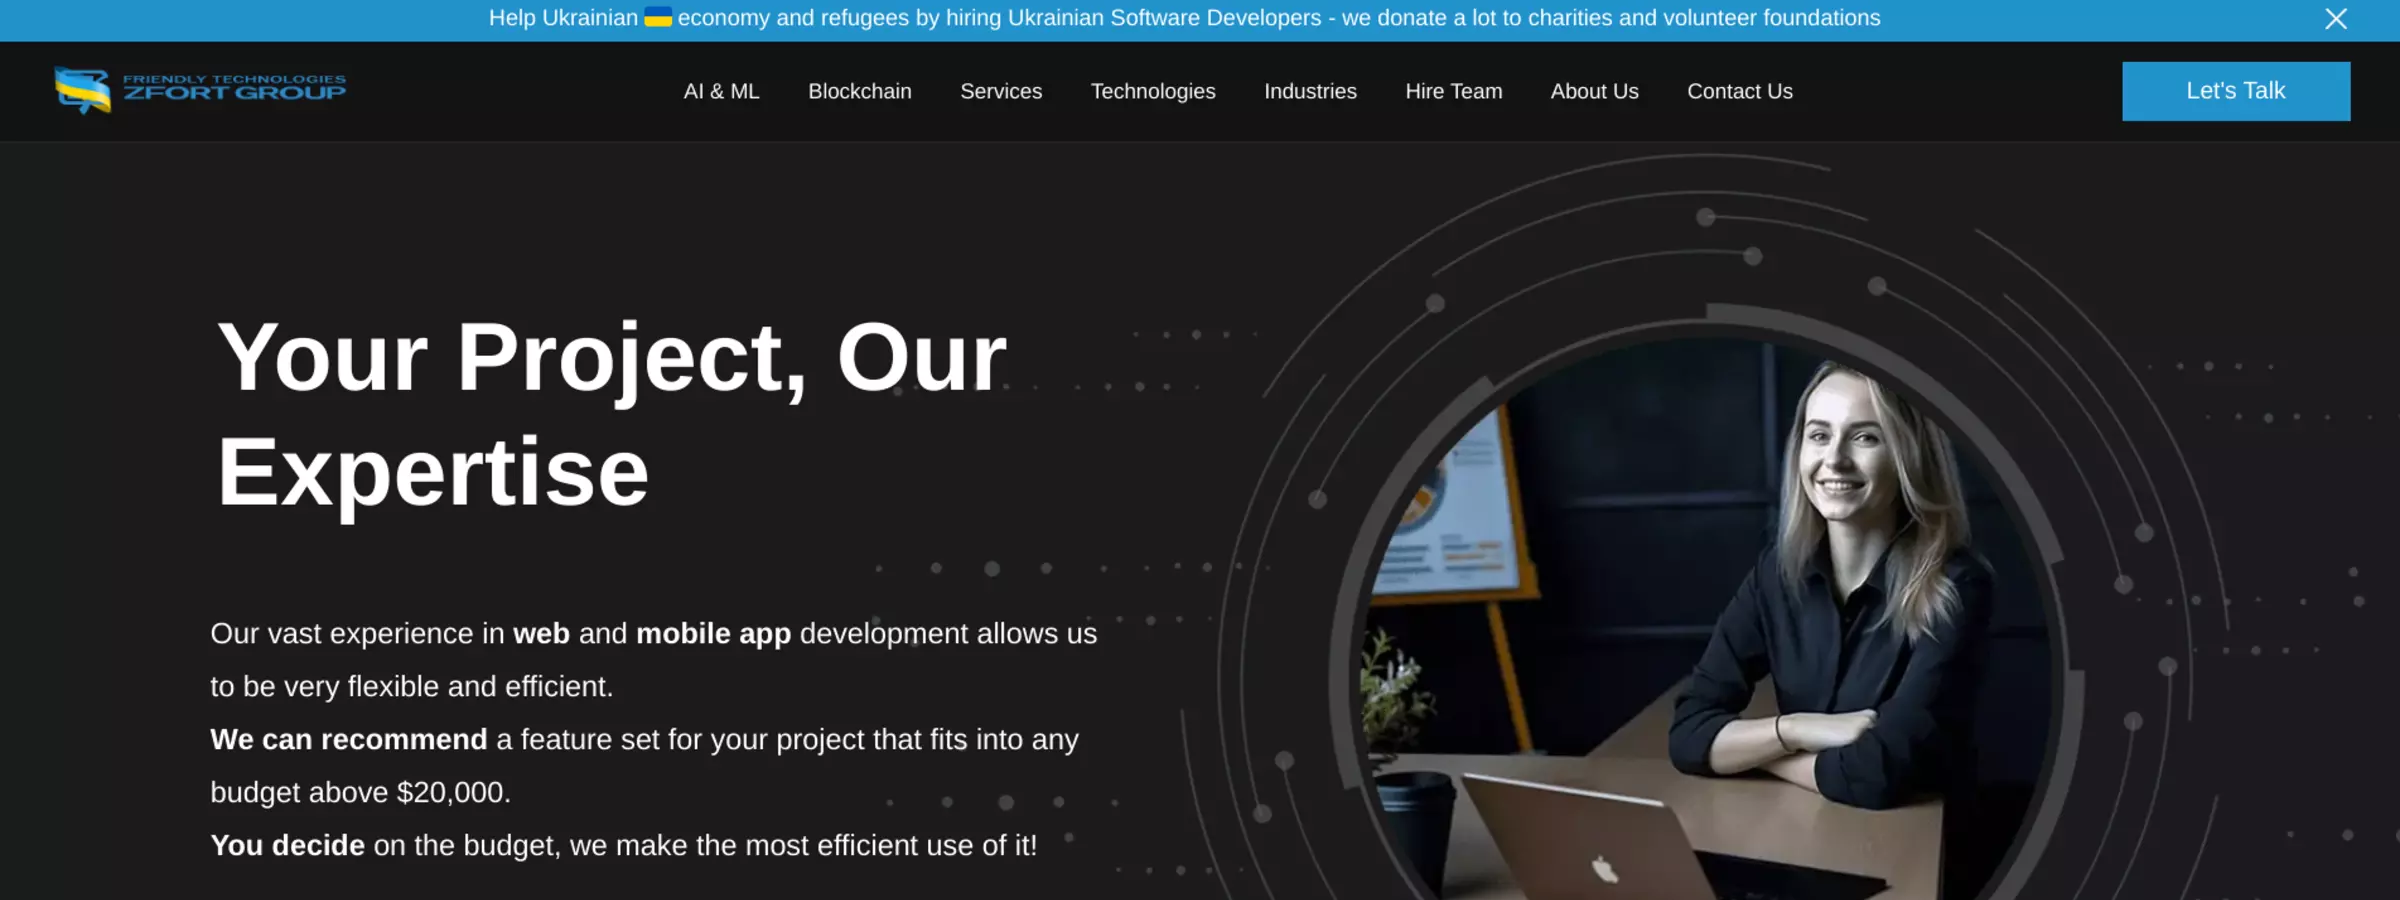 Help Ukrainian 🇺🇦 economy and refugees by hiring Ukrainian Software Developers - we donate a lot to charities and volunteer foundations
FRIENDLY TECHNOLOGIES
ZFORT GROUP
AI & ML
Blockchain
Services
Technologies
Industries
Hire Team
About Us
Contact Us
Let's Talk
Your Project, Our
Expertise
Our vast experience in web and mobile app development allows us
to be very flexible and efficient.
We can recommend a feature set for your project that fits into any
budget above $20,000.
You decide on the budget, we make the most efficient use of it!